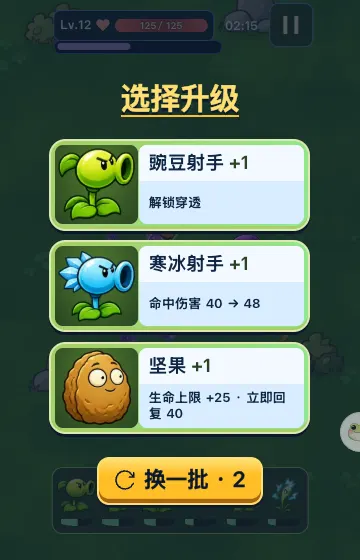 Lv.12 125 / 125 02:15
选择升级
豌豆射手 +1
解锁穿透
寒冰射手 +1
命中伤害 40 → 48
坚果 +1
生命上限 +25 · 立即回
复 40
换一批 · 2